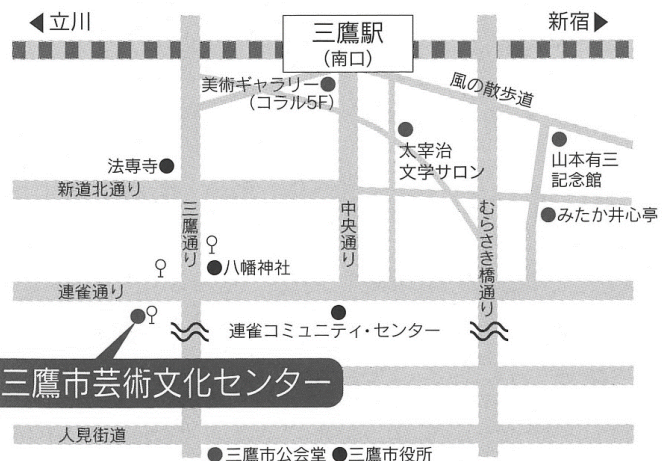 ◀立川
新宿▶
三鷹駅
(南口)
美術ギャラリー
(コラル5F)
風の散歩道
太宰治
文学サロン
山本有三
記念館
法専寺
新道北通り
三鷹通り
中央通り
むらさき橋通り
みたか井心亭
八幡神社
連雀通り
連雀コミュニティ・センター
三鷹市芸術文化センター
人見街道
三鷹市公会堂
三鷹市役所